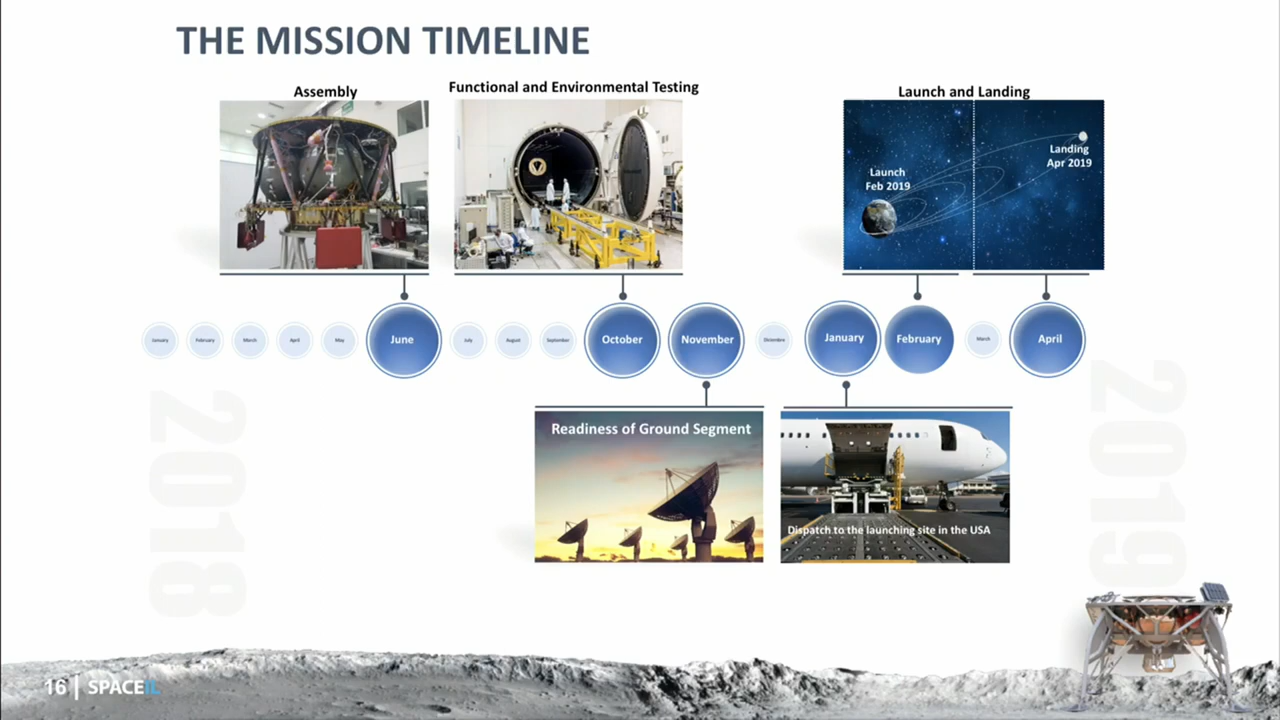 THE MISSION TIMELINE
Assembly
Functional and Environmental Testing
Launch and Landing
Launch
Feb 2019
Landing
Apr 2019
January
February
March
April
May
June
July
August
September
October
November
January
February
March
April
Readiness of Ground Segment
Dispatch to the launching site in the USA
2018
2019
16 | SPACEIL